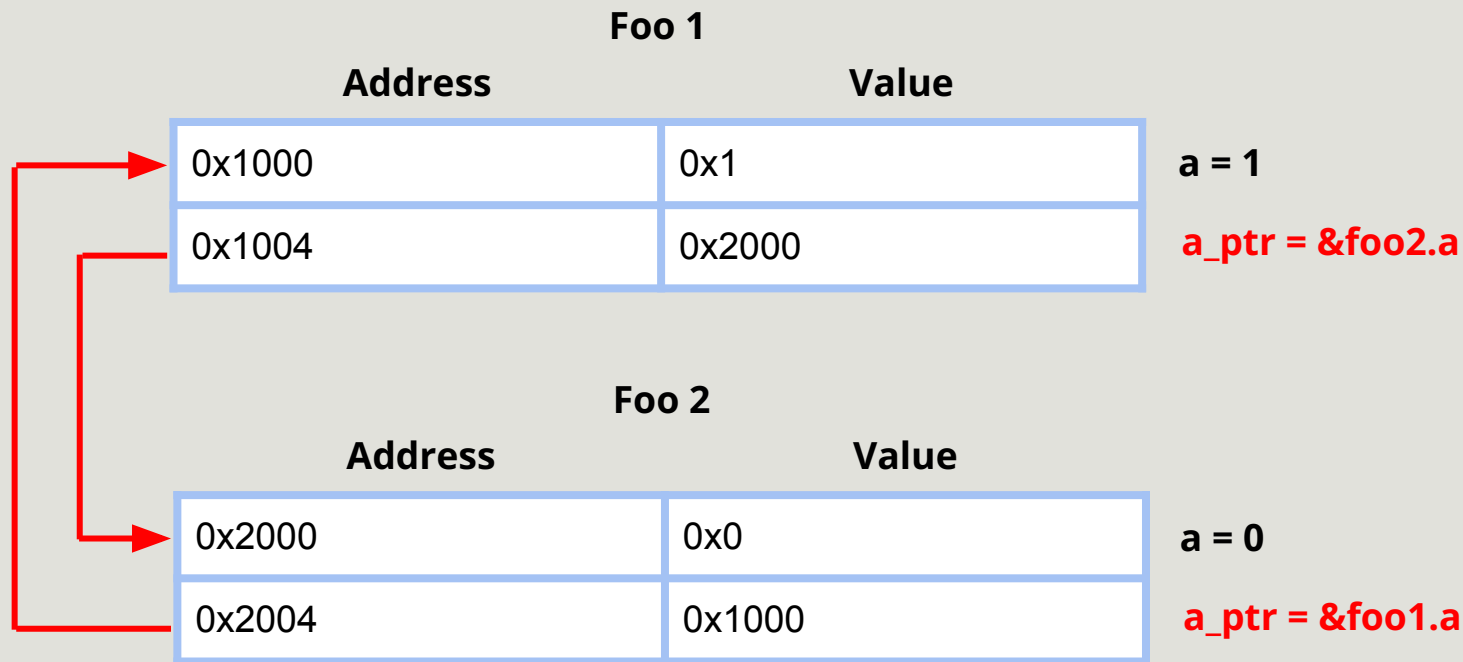 Foo 1
Address Value
0x1000 0x1 a = 1
0x1004 0x2000 a_ptr = &foo2.a
Foo 2
Address Value
0x2000 0x0 a = 0
0x2004 0x1000 a_ptr = &foo1.a